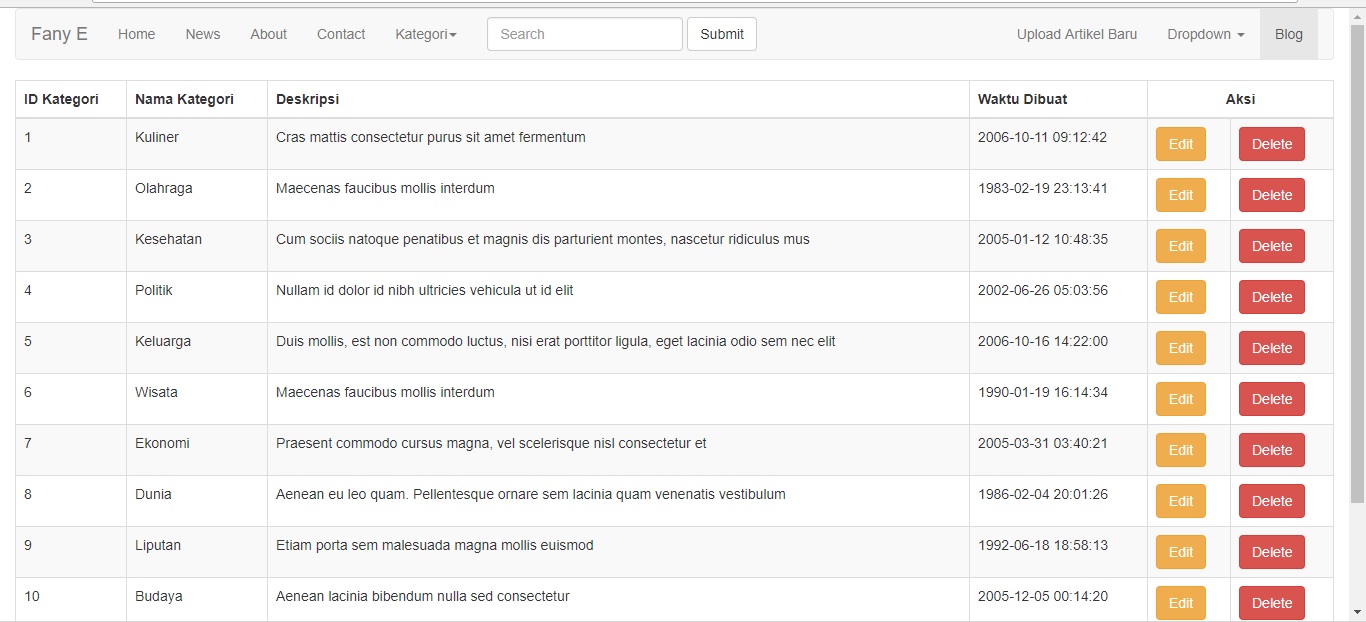 Fany E Home News About Contact Kategori Search Submit Upload Artikel Baru Dropdown Blog
ID Kategori Nama Kategori Deskripsi Waktu Dibuat Aksi
1 Kuliner Cras mattis consectetur purus sit amet fermentum 2006-10-11 09:12:42 Edit Delete
2 Olahraga Maecenas faucibus mollis interdum 1983-02-19 23:13:41 Edit Delete
3 Kesehatan Cum sociis natoque penatibus et magnis dis parturient montes, nascetur ridiculus mus 2005-01-12 10:48:35 Edit Delete
4 Politik Nullam id dolor id nibh ultricies vehicula ut id elit 2002-06-26 05:03:56 Edit Delete
5 Keluarga Duis mollis, est non commodo luctus, nisi erat porttitor ligula, eget lacinia odio sem nec elit 2006-10-16 14:22:00 Edit Delete
6 Wisata Maecenas faucibus mollis interdum 1990-01-19 16:14:34 Edit Delete
7 Ekonomi Praesent commodo cursus magna, vel scelerisque nisl consectetur et 2005-03-31 03:40:21 Edit Delete
8 Dunia Aenean eu leo quam. Pellentesque ornare sem lacinia quam venenatis vestibulum 1986-02-04 20:01:26 Edit Delete
9 Liputan Etiam porta sem malesuada magna mollis euismod 1992-06-18 18:58:13 Edit Delete
10 Budaya Aenean lacinia bibendum nulla sed consectetur 2005-12-05 00:14:20 Edit Delete